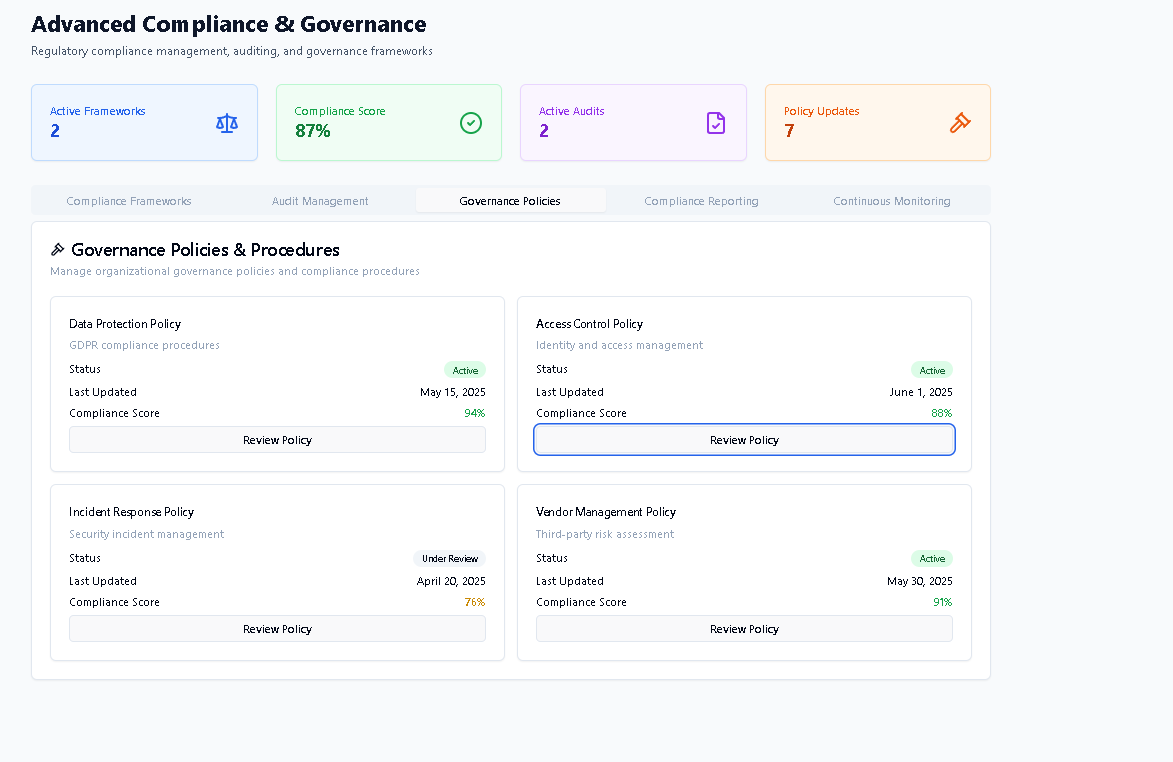 Advanced Compliance & Governance
Regulatory compliance management, auditing, and governance frameworks
Active Frameworks
2
Compliance Score
87%
Active Audits
2
Policy Updates
7
Compliance Frameworks
Audit Management
Governance Policies
Compliance Reporting
Continuous Monitoring
Governance Policies & Procedures
Manage organizational governance policies and compliance procedures
Data Protection Policy
GDPR compliance procedures
Status Active
Last Updated May 15, 2025
Compliance Score 94%
Review Policy
Access Control Policy
Identity and access management
Status Active
Last Updated June 1, 2025
Compliance Score 88%
Review Policy
Incident Response Policy
Security incident management
Status Under Review
Last Updated April 20, 2025
Compliance Score 76%
Review Policy
Vendor Management Policy
Third-party risk assessment
Status Active
Last Updated May 30, 2025
Compliance Score 91%
Review Policy